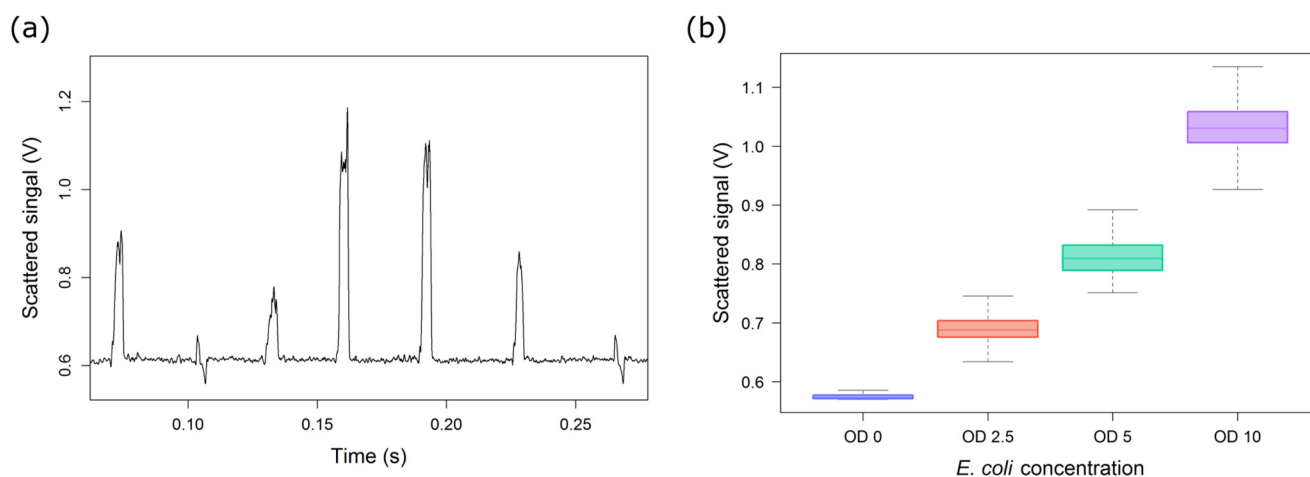 (a)
1.2
1.0
0.8
0.6
Scattered singal (V)
0.10 0.15 0.20 0.25
Time (s)
(b)
1.1
1.0
0.9
0.8
0.7
0.6
Scattered signal (V)
OD 0 OD 2.5 OD 5 OD 10
E. coli concentration